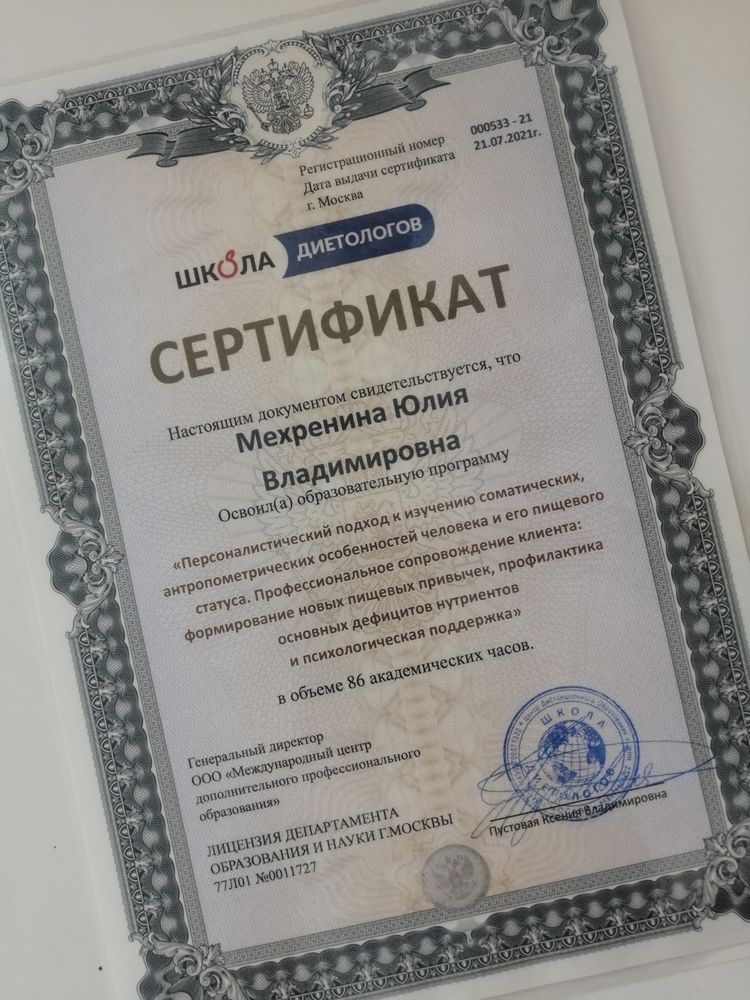 Регистрационный номер 000533 - 21
Дата выдачи сертификата 21.07.2021г.
г. Москва
ШКОЛА ДИЕТОЛОГОВ
СЕРТИФИКАТ
Настоящим документом свидетельствуется, что
Мехренина Юлия
Владимировна
Освоил(а) образовательную программу
«Персоналистический подход к изучению соматических,
антропометрических особенностей человека и его пищевого
статуса. Профессиональное сопровождение клиента:
формирование новых пищевых привычек, профилактика
основных дефицитов нутриентов
и психологическая поддержка»
в объеме 86 академических часов.
Генеральный директор
ООО «Международный центр
дополнительного профессионального
образования»
ЛИЦЕНЗИЯ ДЕПАРТАМЕНТА
ОБРАЗОВАНИЯ И НАУКИ Г.МОСКВЫ
77Л01 №0011727
ШКОЛА
ДИЕТОЛОГОВ
Пустовая Ксения Владимировна